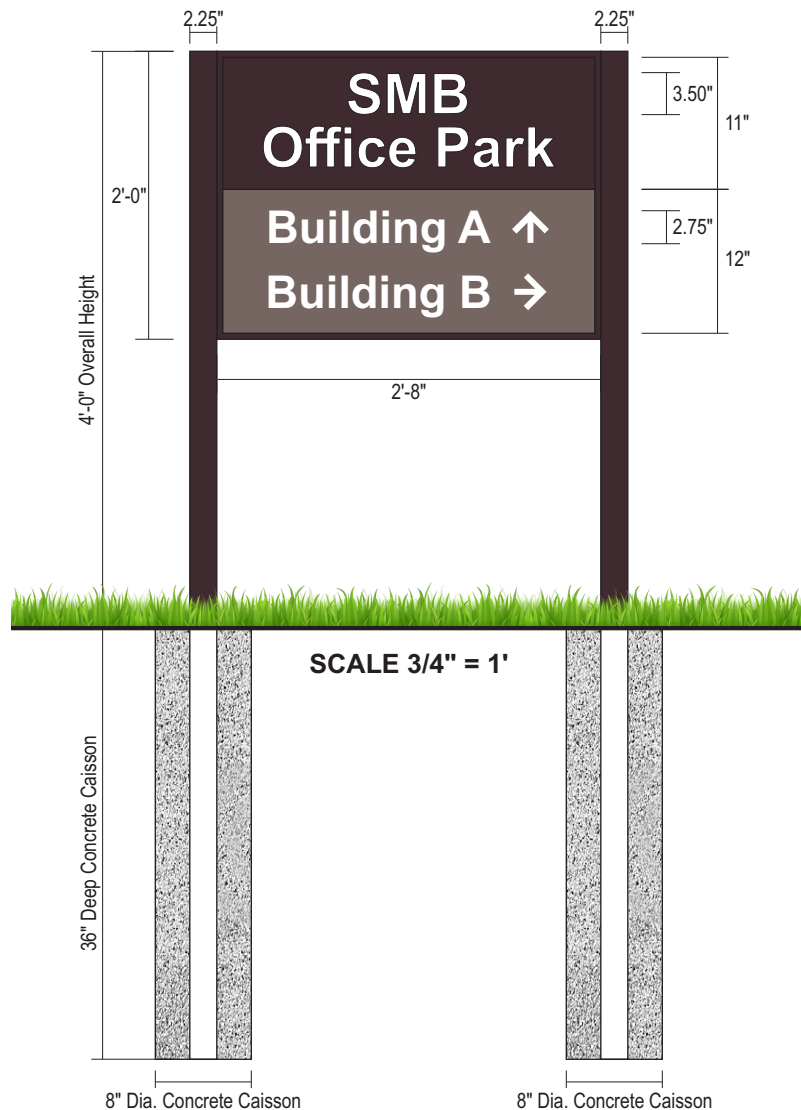 2.25"
2.25"
SMB
Office Park
3.50"
11"
2'-0"
Building A ↑
2.75"
12"
Building B →
4'-0" Overall Height
2'-8"
SCALE 3/4" = 1'
36" Deep Concrete Caisson
8" Dia. Concrete Caisson
8" Dia. Concrete Caisson